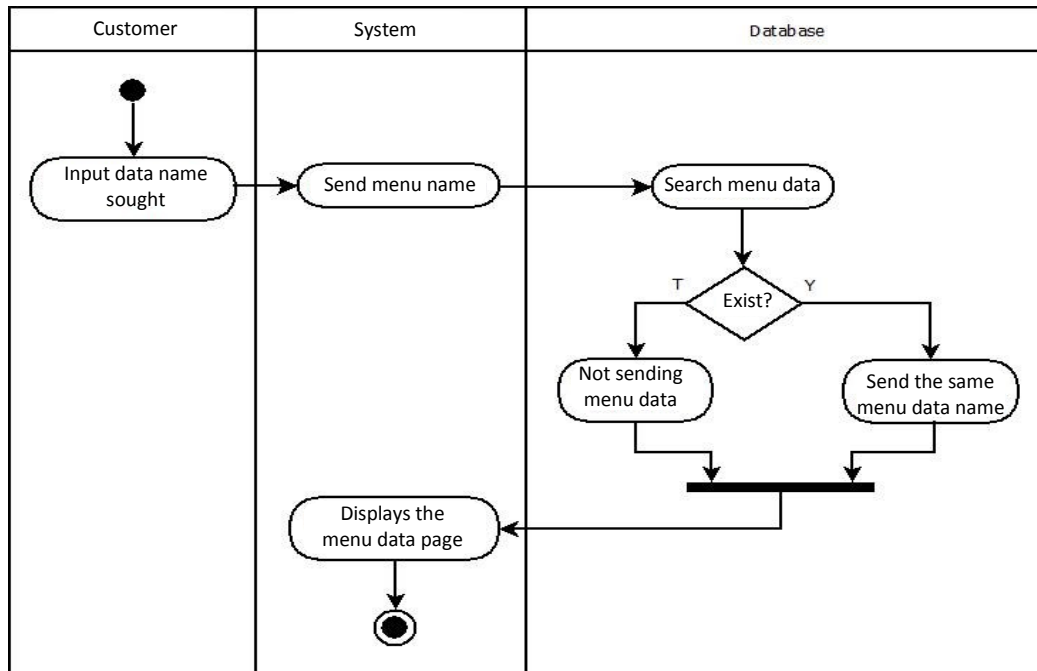 Customer
System
Database
Input data name
sought
Send menu name
Search menu data
T
Exist?
Y
Not sending
menu data
Send the same
menu data name
Displays the
menu data page